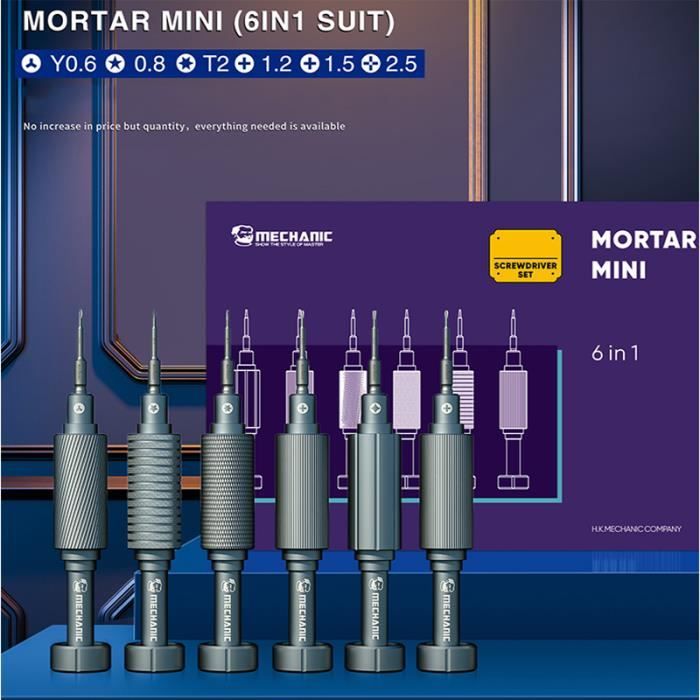 MORTAR MINI (6IN1 SUIT)
Y0.6 0.8 T2 1.2 1.5 2.5
No increase in price but quantity, everything needed is available
MECHANIC
SHOW THE STYLE OF MASTER
SCREWDRIVER
SET
MORTAR
MINI
6 in 1
H.K.MECHANIC COMPANY
MECHANIC
MECHANIC
MECHANIC
MECHANIC
MECHANIC
MECHANIC